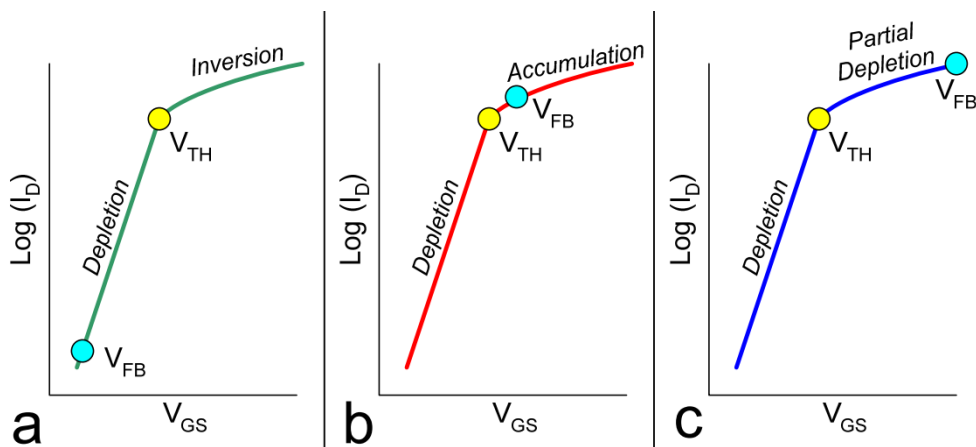 Inversion
V_TH
Depletion
V_FB
Log (I_D)
V_GS
a
Accumulation
V_FB
V_TH
Depletion
Log (I_D)
V_GS
b
Partial
Depletion
V_FB
V_TH
Depletion
Log (I_D)
V_GS
c